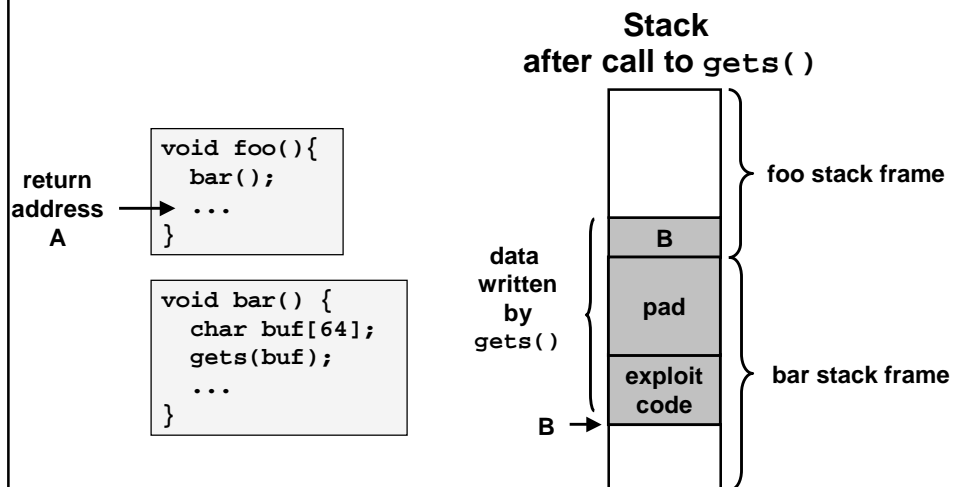 Stack
after call to gets()
return
address
A
void foo(){
  bar();
  ...
}
void bar() {
  char buf[64];
  gets(buf);
  ...
}
data
written
by
gets()
B
B
pad
exploit
code
foo stack frame
bar stack frame